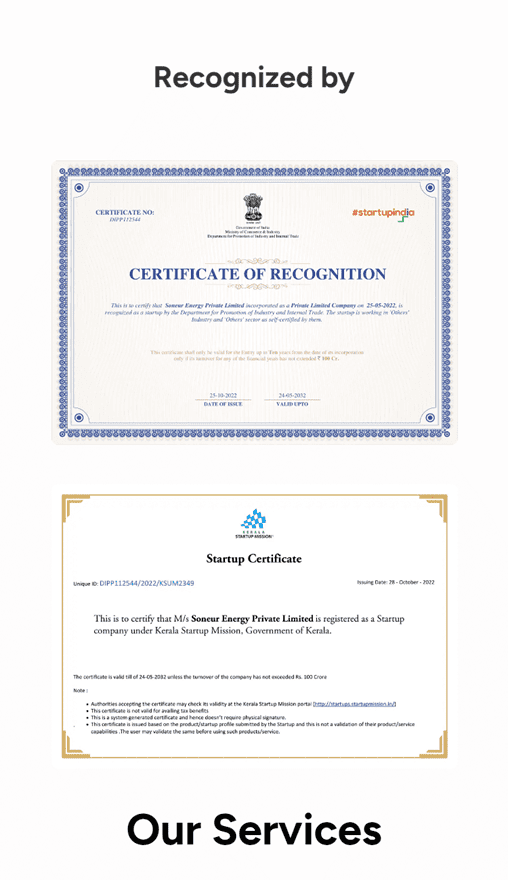 Recognized by
CERTIFICATE NO:
DIPP112544
#startupindia
Government of India
Ministry of Commerce & Industry
Department for Promotion of Industry and Internal Trade
CERTIFICATE OF RECOGNITION
This is to certify that Soneur Energy Private Limited incorporated as a Private Limited Company on 25-05-2022, is
recognized as a startup by the Department for Promotion of Industry and Internal Trade. The startup is working in 'Others'
Industry and 'Others' sector as self-certified by them.
This certificate shall only be valid for the Entity up to Ten years from the date of its incorporation
only if its turnover for any of the financial years has not exceeded ₹ 100 Cr.
25-10-2022
24-05-2032
DATE OF ISSUE
VALID UPTO
KERALA
STARTUP MISSION
Startup Certificate
Unique ID: DIPP112544/2022/KSUM2349
Issuing Date: 28 - October - 2022
This is to certify that M/s Soneur Energy Private Limited is registered as a Startup
company under Kerala Startup Mission, Government of Kerala.
The certificate is valid till 24-05-2032 unless the turnover of the company has not exceeded Rs. 100 Crore
Note :
• Authorities accepting the certificate may check its validity at the Kerala Startup Mission portal [http://startups.startupmission.in/]
• This certificate is not valid for availing tax benefits
• This is a system generated certificate and hence doesn't require physical signature.
• This certificate is issued based on the product/startup profile submitted by the Startup and this is not a validation of their product/service
capabilities .The user may validate the same before using such products/service.
Our Services